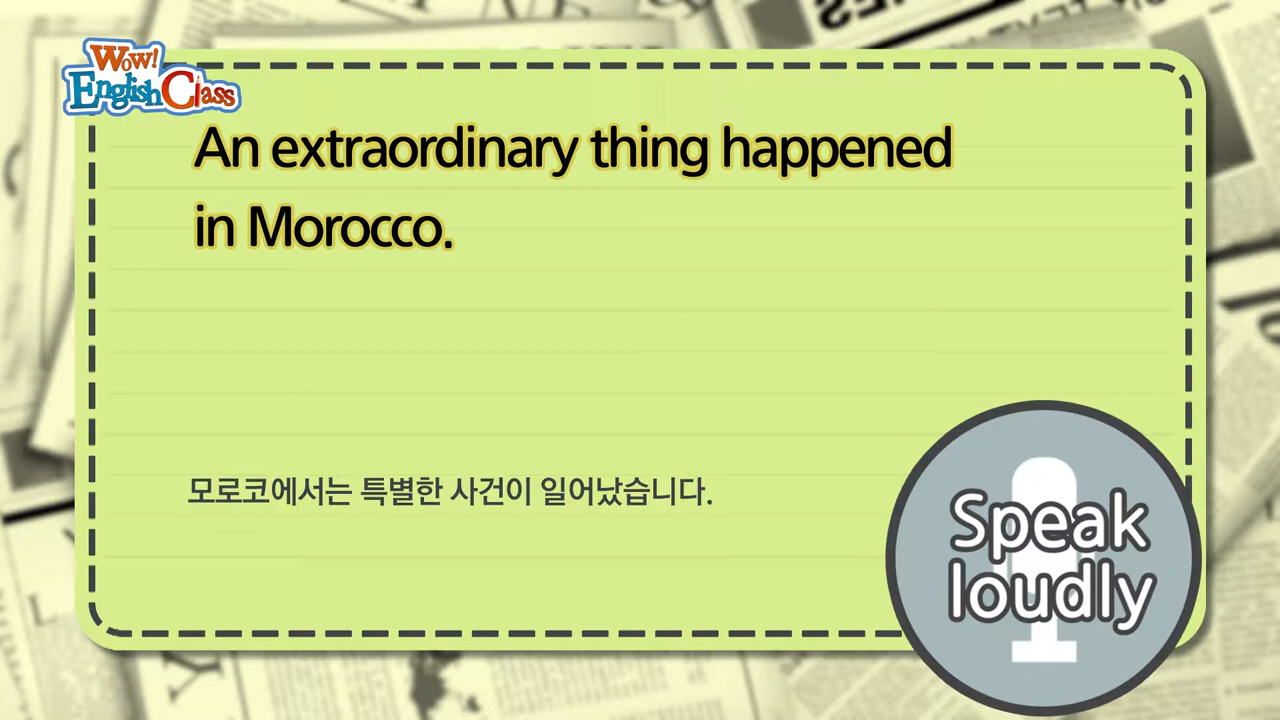 Wow!
English Class
An extraordinary thing happened
in Morocco.
모로코에서는 특별한 사건이 일어났습니다.
Speak
loudly